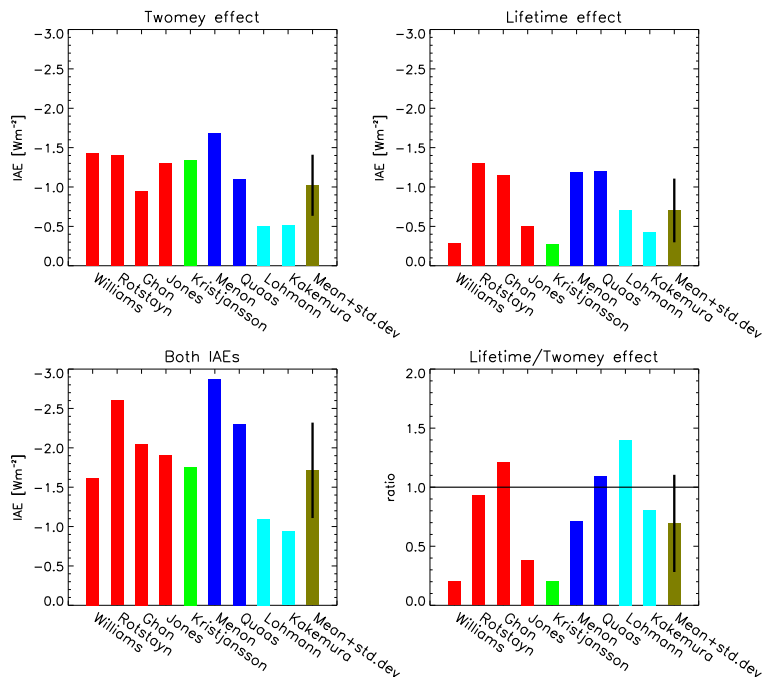 Twomey effect
−3.0
−2.5
−2.0
−1.5
−1.0
−0.5
0.0
IAE [Wm⁻²]
Williams
Rotstayn
Ghan
Jones
Kristjansson
Menon
Quaas
Lohmann
Kakemura
Mean+std.dev
Lifetime effect
−3.0
−2.5
−2.0
−1.5
−1.0
−0.5
0.0
IAE [Wm⁻²]
Williams
Rotstayn
Ghan
Jones
Kristjansson
Menon
Quaas
Lohmann
Kakemura
Mean+std.dev
Both IAEs
−3.0
−2.5
−2.0
−1.5
−1.0
−0.5
0.0
IAE [Wm⁻²]
Williams
Rotstayn
Ghan
Jones
Kristjansson
Menon
Quaas
Lohmann
Kakemura
Mean+std.dev
Lifetime/Twomey effect
2.0
1.5
1.0
0.5
0.0
ratio
Williams
Rotstayn
Ghan
Jones
Kristjansson
Menon
Quaas
Lohmann
Kakemura
Mean+std.dev